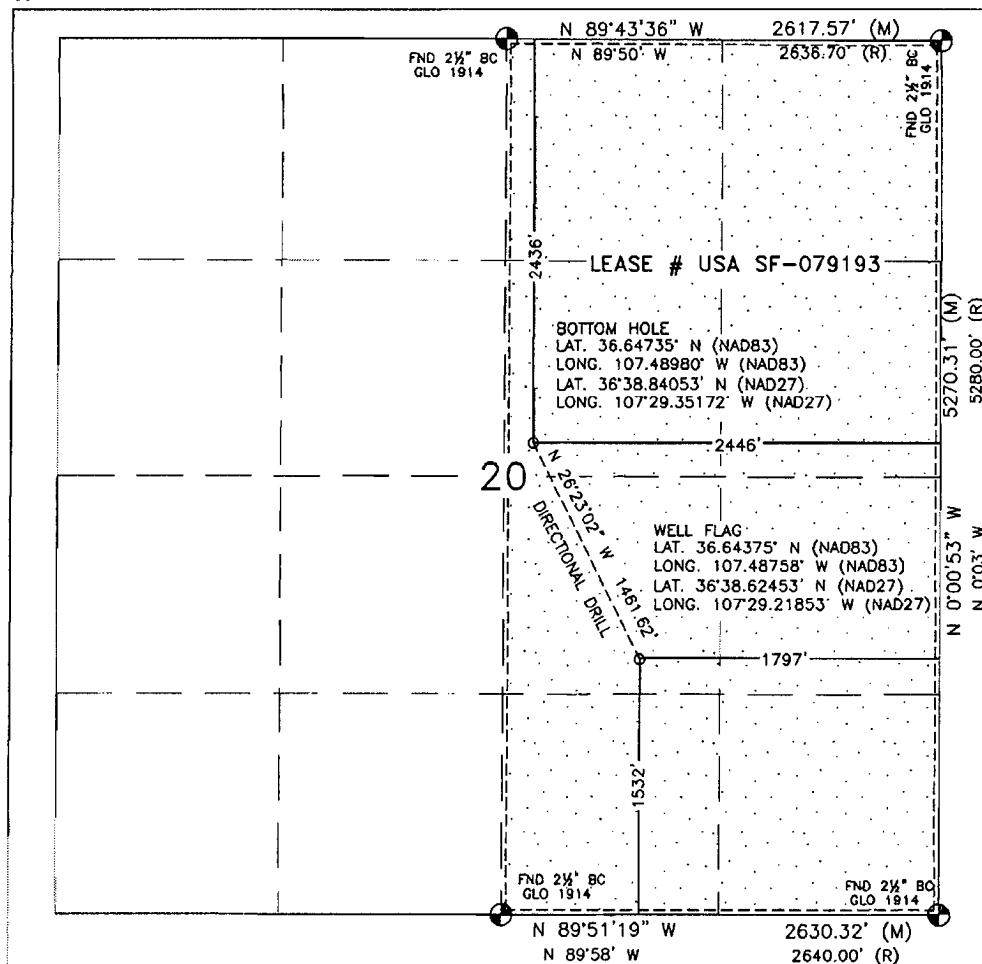 N 89°43'36" W 2617.57' (M)
N 89°50' W 2636.70' (R)
FND 2½" BC
GLO 1914
FND 2½" BC
GLO 1914
2436'
LEASE # USA SF-079193
BOTTOM HOLE
LAT. 36.64735° N (NAD83)
LONG. 107.48980° W (NAD83)
LAT. 36°38.84053' N (NAD27)
LONG. 107°29.35172' W (NAD27)
5270.31' (M)
5280.00' (R)
2446'
20
N 26°23'02" W 1461.62'
DIRECTIONAL DRILL
WELL FLAG
LAT. 36.64375° N (NAD83)
LONG. 107.48758° W (NAD83)
LAT. 36°38.62453' N (NAD27)
LONG. 107°29.21853' W (NAD27)
N 0°00'53" W
N 0°03' W
1797'
1532'
FND 2½" BC
GLO 1914
FND 2½" BC
GLO 1914
N 89°51'19" W 2630.32' (M)
N 89°58' W 2640.00' (R)